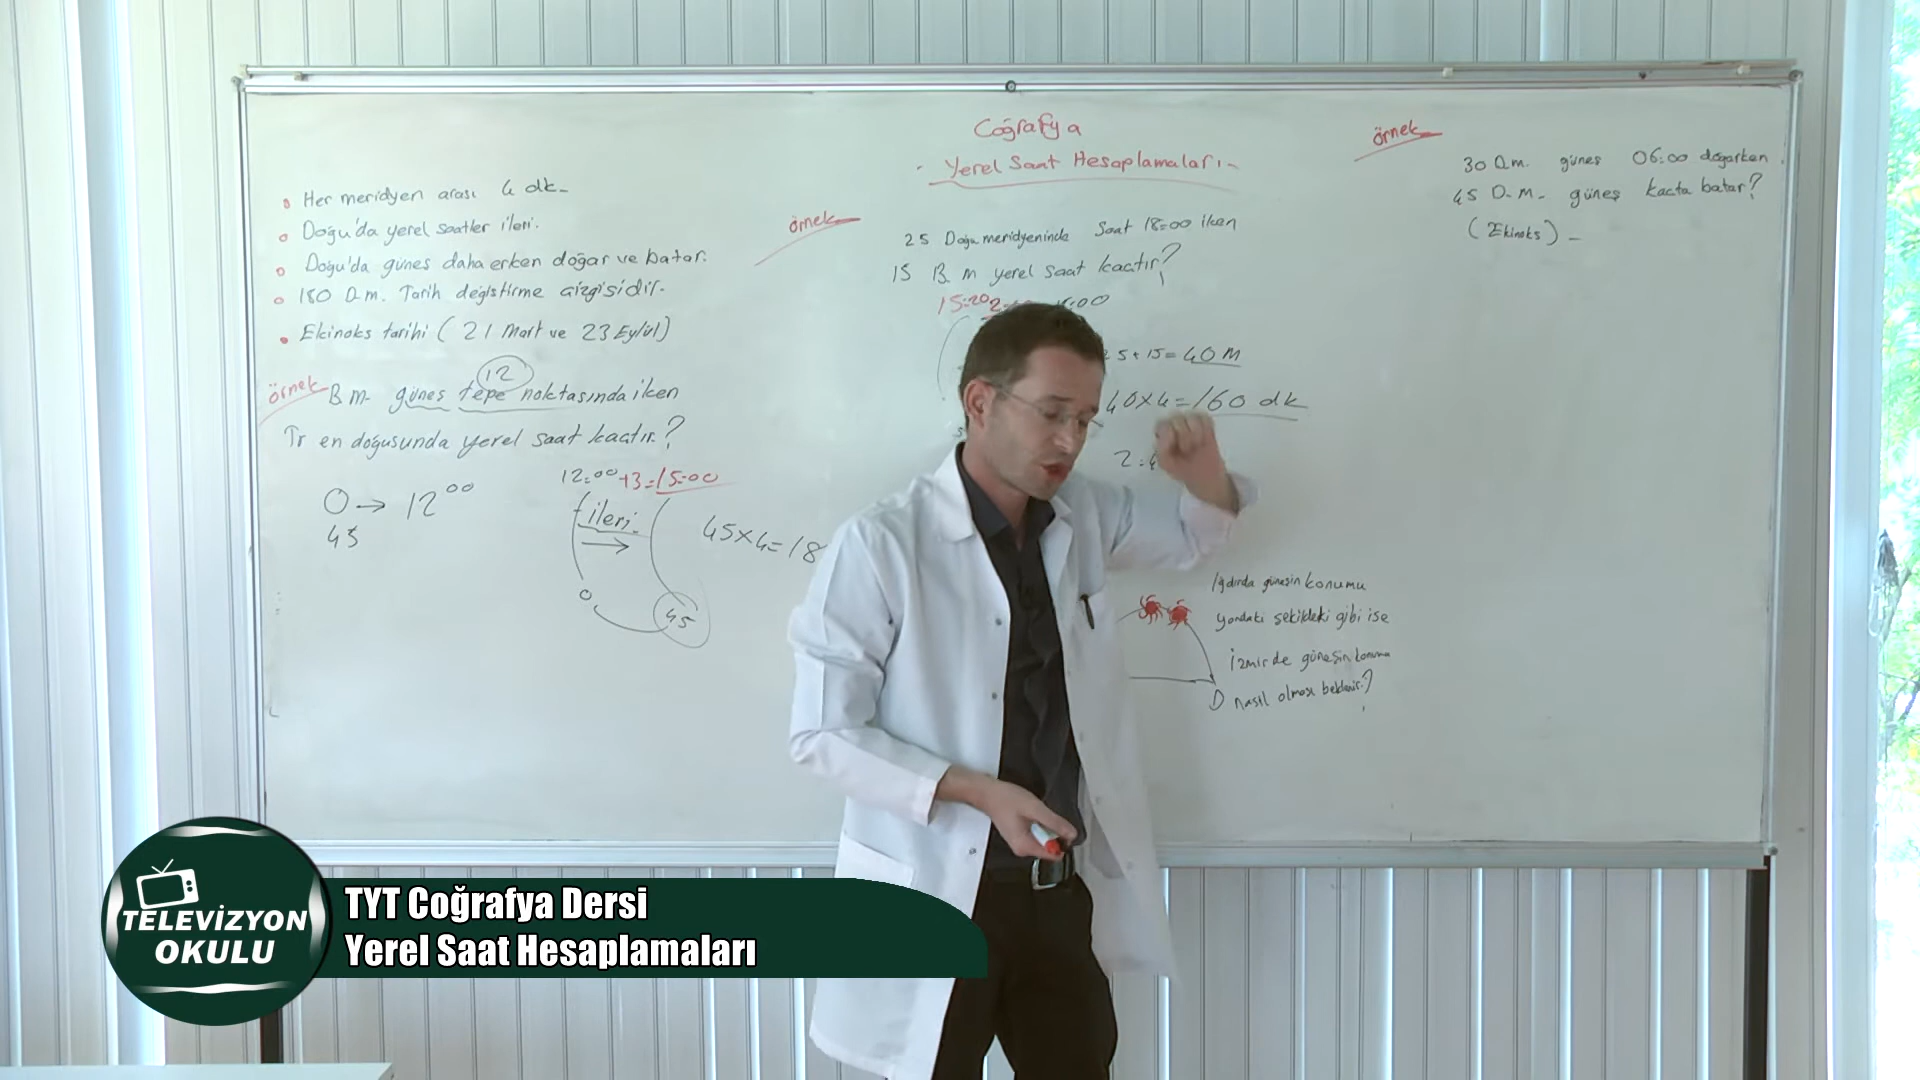 Coğrafya
- Yerel Saat Hesaplamaları -
Her meridyen arası 4 dk.
Doğu'da yerel saatler ileri.
Doğu'da güneş daha erken doğar ve batar.
180 D.m. Tarih değiştirme çizgisidir.
Ekinoks tarihi ( 21 Mart ve 23 Eylül)
12
örnek B m. güneş tepe noktasında iken
Tr en doğusunda yerel saat kaçtır.?
0 → 12 00
45
12:00 +3=15:00
ileri.
→
0
45
45x4=18
örnek
25 Doğu meridyeninde Saat 18:00 iken
15 B. m yerel saat kaçtır?
15:20
5+15=40M
40x4=160 dk
Iğdırda güneşin konumu
yandaki şekildeki gibi ise
İzmirde güneşin konumu
D nasıl olması beklenir.?
örnek
30 D.m. güneş 06:00 doğarken
45 D.m. güneş kaçta batar?
(Ekinoks) -
TELEVİZYON
OKULU
TYT Coğrafya Dersi
Yerel Saat Hesaplamaları